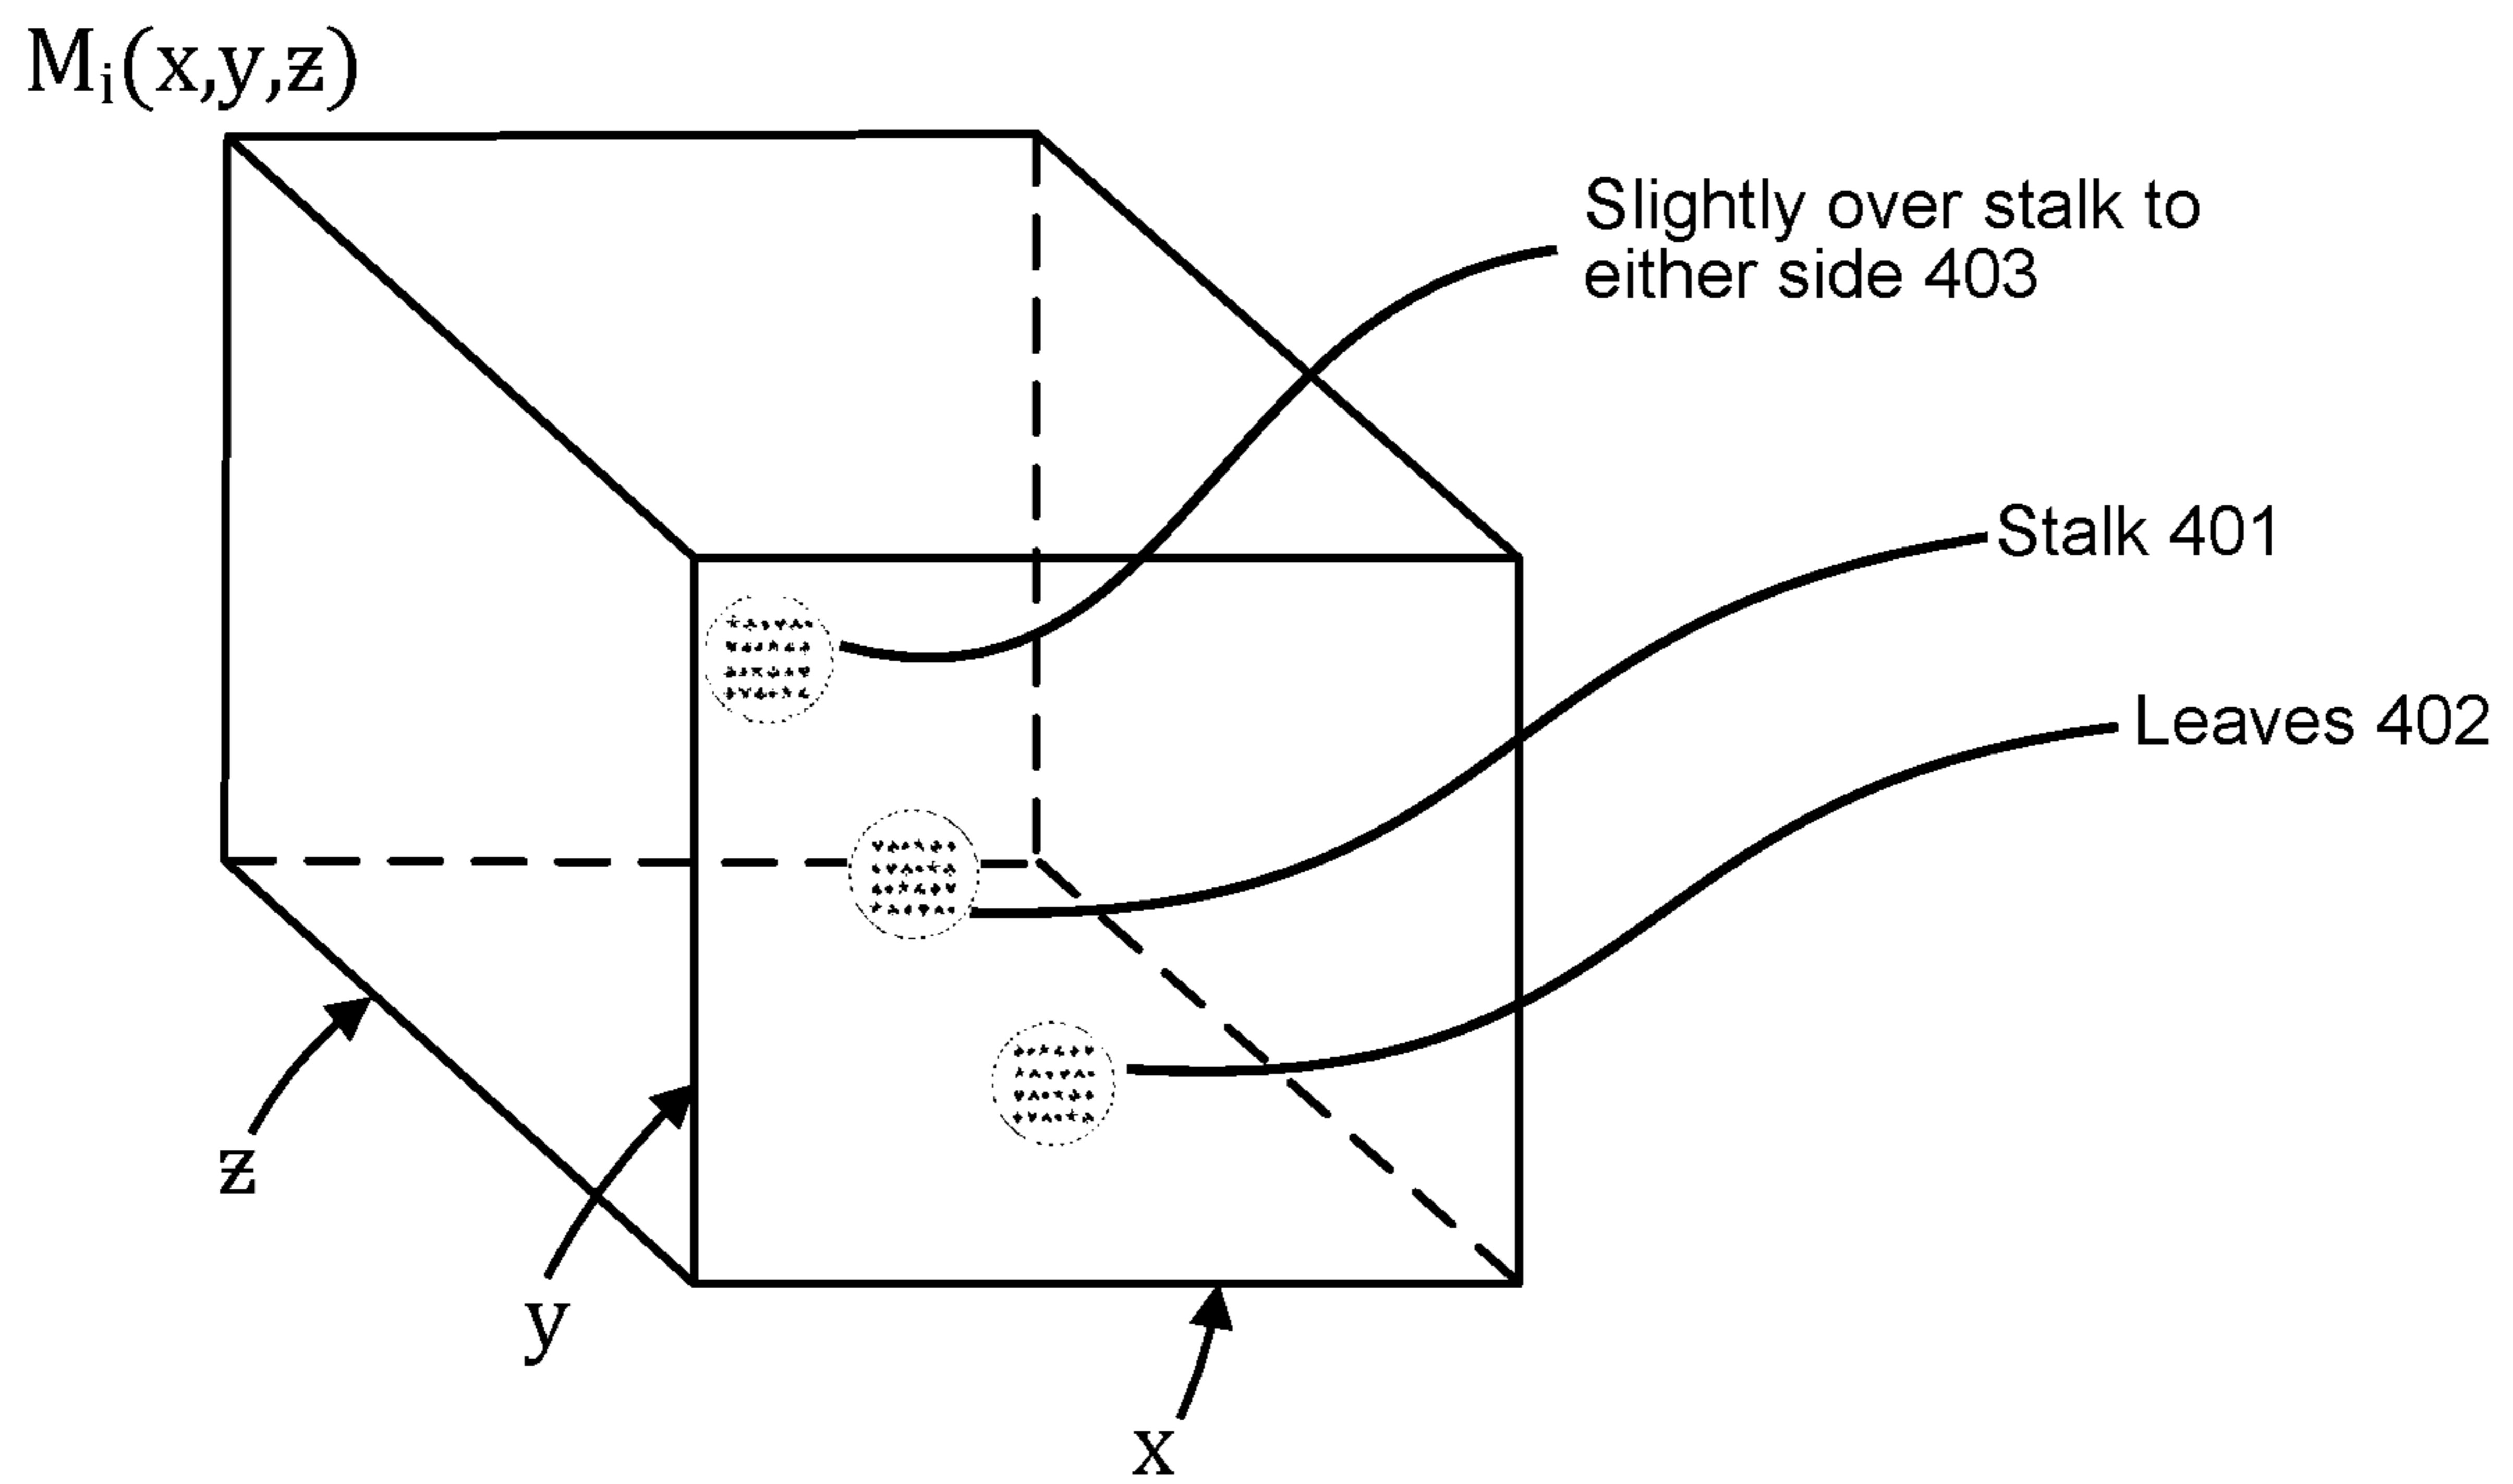 Mᵢ(x,y,z)
Slightly over stalk to
either side 403
Stalk 401
Leaves 402
z
y
x